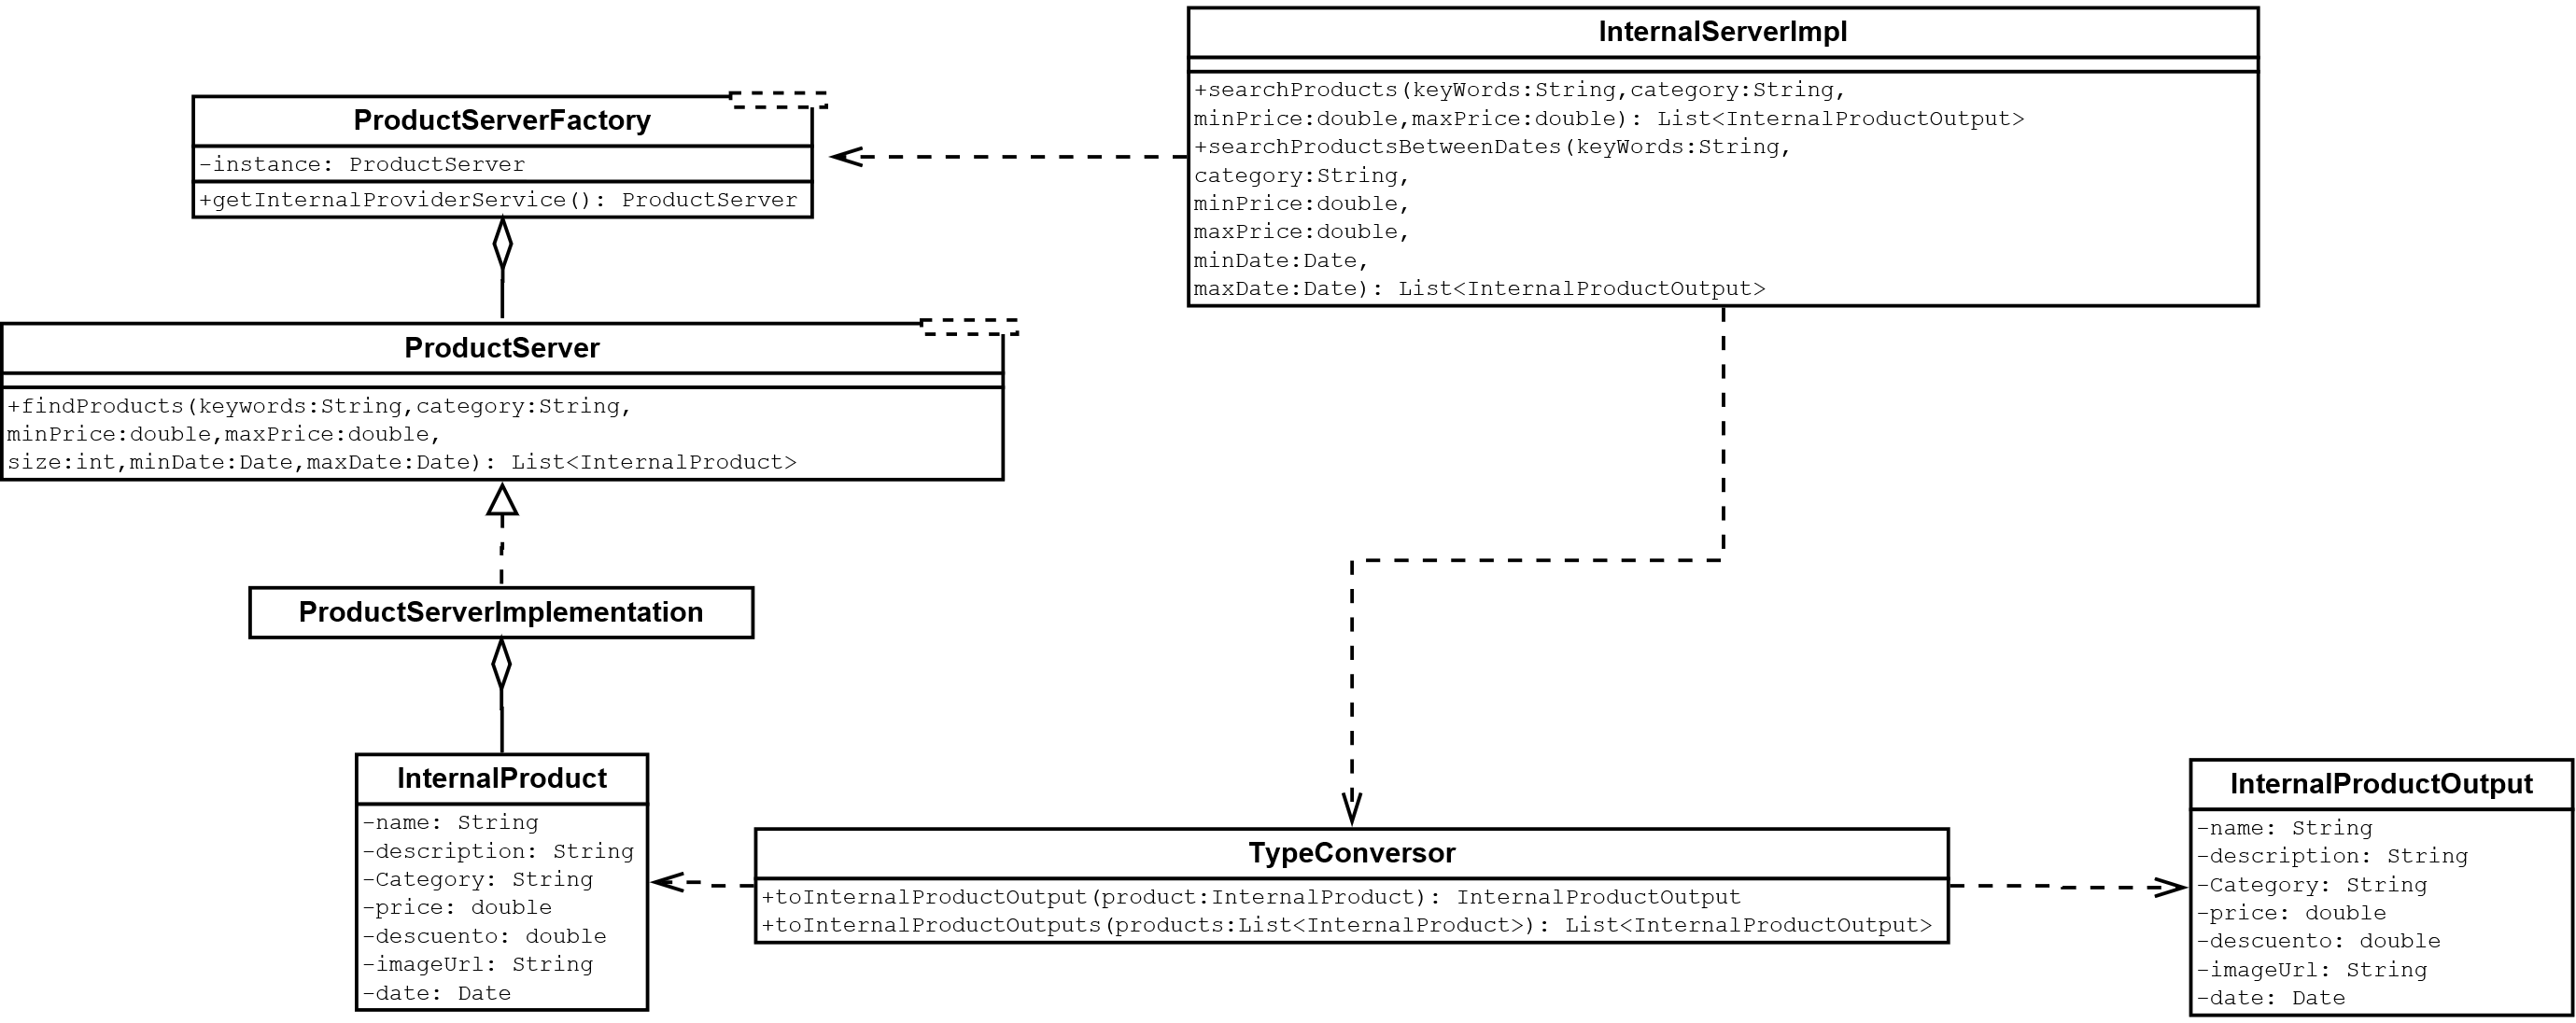 InternalServerImpl
+searchProducts(keyWords:String,category:String,
minPrice:double,maxPrice:double): List<InternalProductOutput>
+searchProductsBetweenDates(keyWords:String,
category:String,
minPrice:double,
maxPrice:double,
minDate:Date,
maxDate:Date): List<InternalProductOutput>
ProductServerFactory
-instance: ProductServer
+getInternalProviderService(): ProductServer
ProductServer
+findProducts(keywords:String,category:String,
minPrice:double,maxPrice:double,
size:int,minDate:Date,maxDate:Date): List<InternalProduct>
ProductServerImplementation
InternalProduct
-name: String
-description: String
-Category: String
-price: double
-descuento: double
-imageUrl: String
-date: Date
TypeConversor
+toInternalProductOutput(product:InternalProduct): InternalProductOutput
+toInternalProductOutputs(products:List<InternalProduct>): List<InternalProductOutput>
InternalProductOutput
-name: String
-description: String
-Category: String
-price: double
-descuento: double
-imageUrl: String
-date: Date